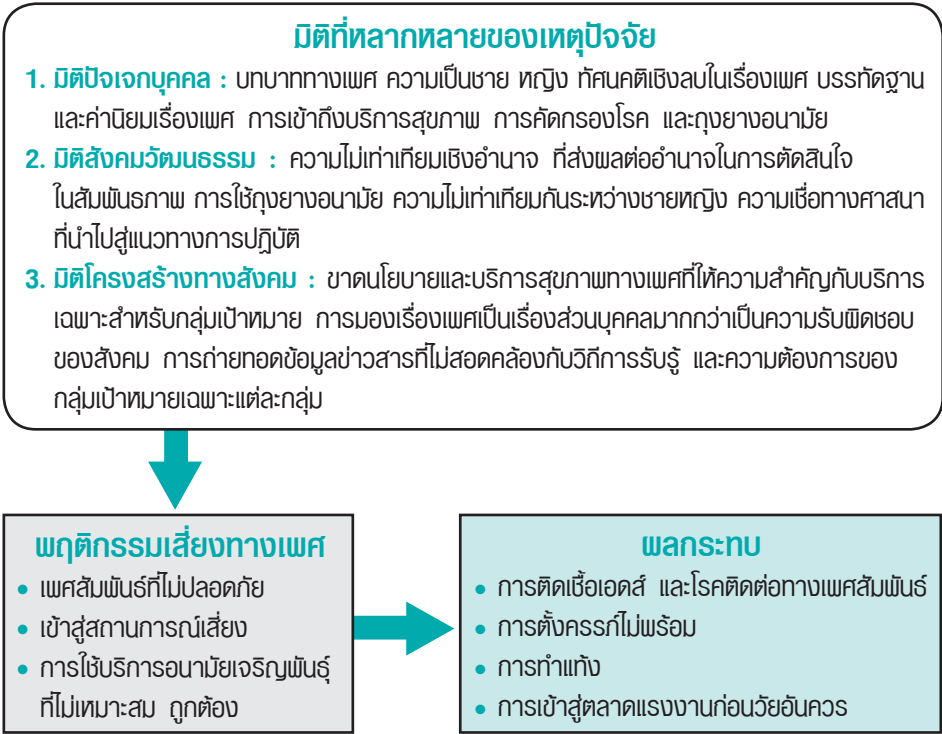 มิติที่หลากหลายของเหตุปัจจัย
1. มิติปัจเจกบุคคล : บทบาททางเพศ ความเป็นชาย หญิง ทัศนคติเชิงลบในเรื่องเพศ บรรทัดฐาน
และค่านิยมเรื่องเพศ การเข้าถึงบริการสุขภาพ การคัดกรองโรค และถุงยางอนามัย
2. มิติสังคมวัฒนธรรม : ความไม่เท่าเทียมเชิงอำนาจ ที่ส่งผลต่ออำนาจในการตัดสินใจ
ในสัมพันธภาพ การใช้ถุงยางอนามัย ความไม่เท่าเทียมกันระหว่างชายหญิง ความเชื่อทางศาสนา
ที่นำไปสู่แนวทางการปฏิบัติ
3. มิติโครงสร้างทางสังคม : ขาดนโยบายและบริการสุขภาพทางเพศที่ให้ความสำคัญกับบริการ
เฉพาะสำหรับกลุ่มเป้าหมาย การมองเรื่องเพศเป็นเรื่องส่วนบุคคลมากกว่าเป็นความรับผิดชอบ
ของสังคม การถ่ายทอดข้อมูลข่าวสารที่ไม่สอดคล้องกับวิถีการรับรู้ และความต้องการของ
กลุ่มเป้าหมายเฉพาะแต่ละกลุ่ม
พฤติกรรมเสี่ยงทางเพศ
• เพศสัมพันธ์ที่ไม่ปลอดภัย
• เข้าสู่สถานการณ์เสี่ยง
• การใช้บริการอนามัยเจริญพันธุ์
ที่ไม่เหมาะสม ถูกต้อง
ผลกระทบ
• การติดเชื้อเอดส์ และโรคติดต่อทางเพศสัมพันธ์
• การตั้งครรภ์ไม่พร้อม
• การทำแท้ง
• การเข้าสู่ตลาดแรงงานก่อนวัยอันควร